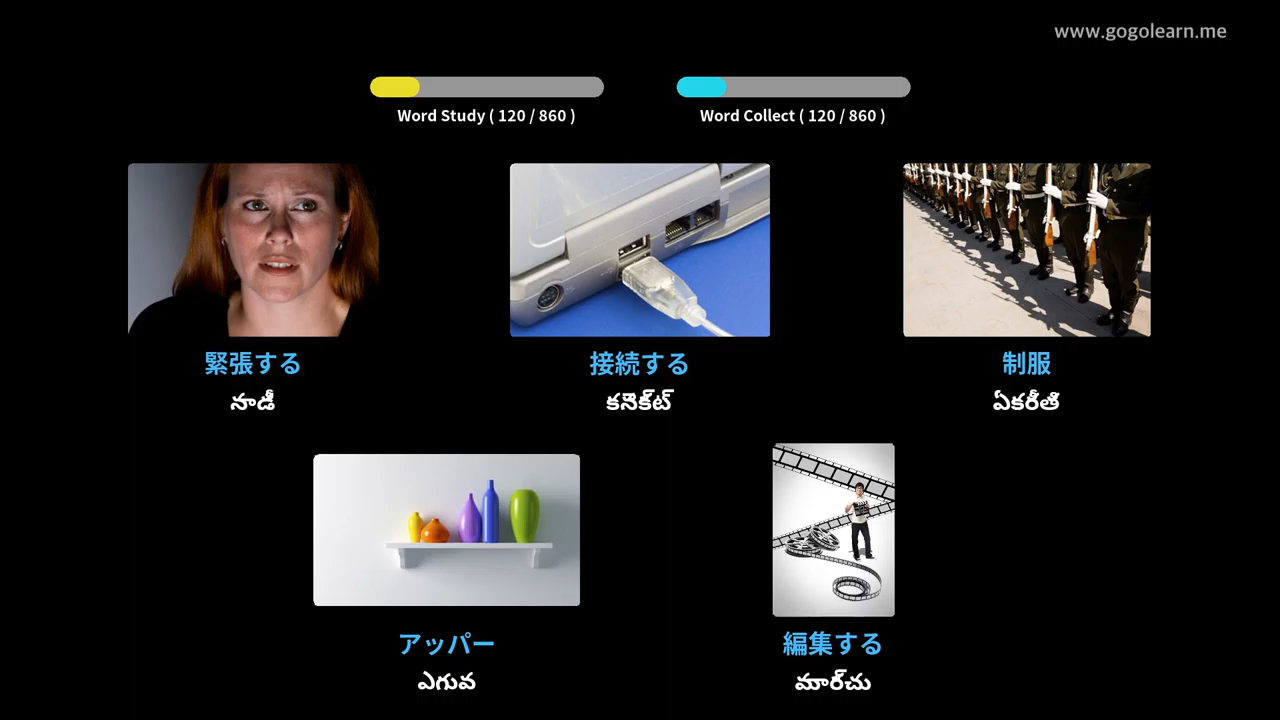 www.gogolearn.me
Word Study ( 120 / 860 )
Word Collect ( 120 / 860 )
緊張する
నాడీ
接続する
కనెక్ట్
制服
ఏకరీతి
アッパー
ఎగువ
編集する
మార్చు